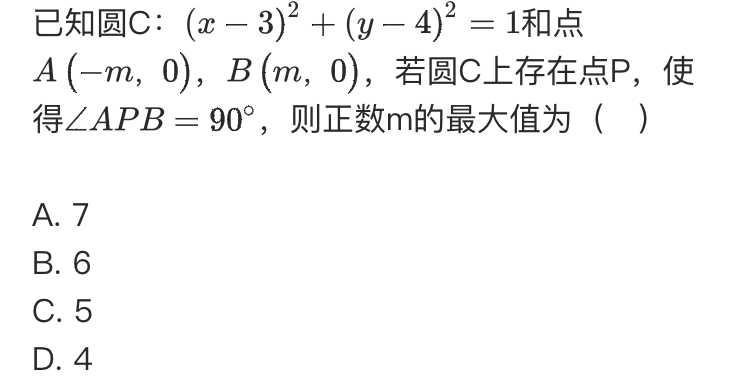 已知圆C：$(x-3)^2+(y-4)^2=1$和点
$A(-m, 0)$，$B(m, 0)$，若圆C上存在点P，使
得$\angle APB=90^\circ$，则正数m的最大值为（ ）
A. 7
B. 6
C. 5
D. 4